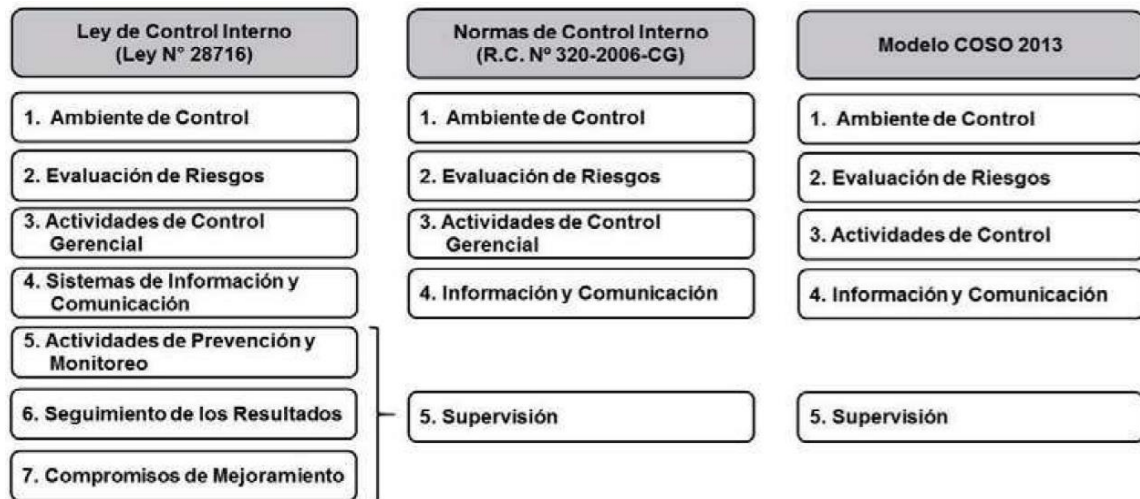 Ley de Control Interno
(Ley N° 28716)
1. Ambiente de Control
2. Evaluación de Riesgos
3. Actividades de Control
Gerencial
4. Sistemas de Información y
Comunicación
5. Actividades de Prevención y
Monitoreo
6. Seguimiento de los Resultados
7. Compromisos de Mejoramiento
Normas de Control Interno
(R.C. Nº 320-2006-CG)
1. Ambiente de Control
2. Evaluación de Riesgos
3. Actividades de Control
Gerencial
4. Información y Comunicación
5. Supervisión
Modelo COSO 2013
1. Ambiente de Control
2. Evaluación de Riesgos
3. Actividades de Control
4. Información y Comunicación
5. Supervisión